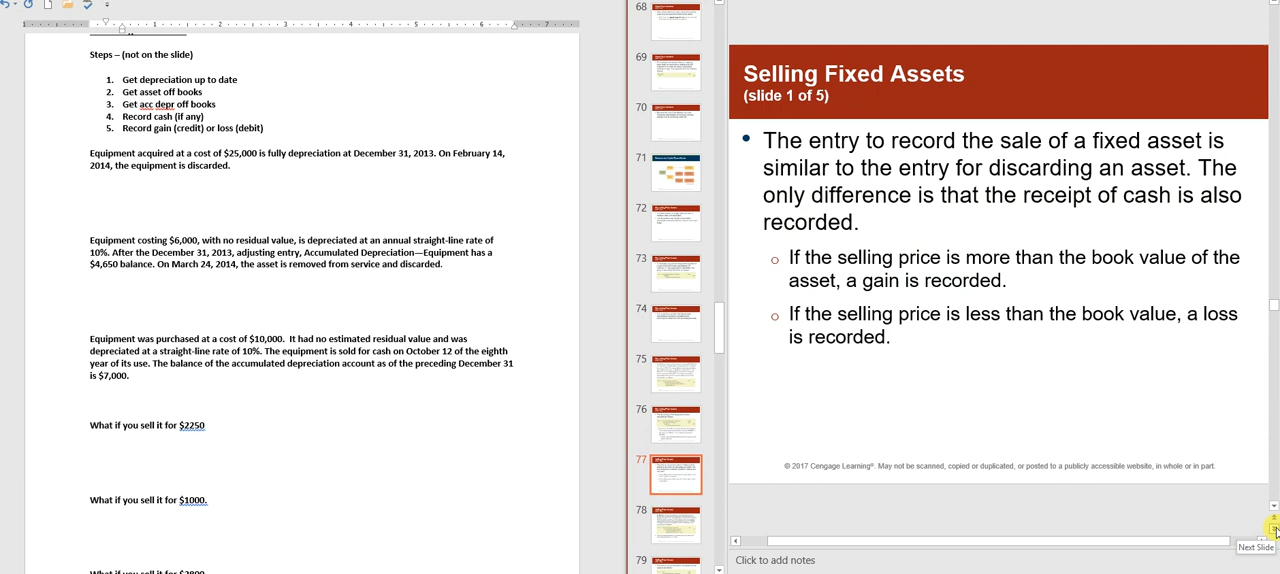 Steps – (not on the slide)
1. Get depreciation up to date
2. Get asset off books
3. Get acc depr off books
4. Record cash (if any)
5. Record gain (credit) or loss (debit)
Equipment acquired at a cost of $25,000 is fully depreciation at December 31, 2013. On February 14,
2014, the equipment is discarded.
Equipment costing $6,000, with no residual value, is depreciated at an annual straight-line rate of
10%. After the December 31, 2013, adjusting entry, Accumulated Depreciation—Equipment has a
$4,650 balance. On March 24, 2014, the asset is removed from service and discarded.
Equipment was purchased at a cost of $10,000.  It had no estimated residual value and was
depreciated at a straight-line rate of 10%. The equipment is sold for cash on October 12 of the eighth
year of its use. The balance of the accumulated depreciation account as of the preceding December 31
is $7,000.
What if you sell it for $2250
What if you sell it for $1000.
What if you sell it for $2800
1 2 3 4 5 6 7
68
69
70
71
72
73
74
75
76
77
78
79
Selling Fixed Assets
(slide 1 of 5)
• The entry to record the sale of a fixed asset is
similar to the entry for discarding an asset. The
only difference is that the receipt of cash is also
recorded.
o If the selling price is more than the book value of the
asset, a gain is recorded.
o If the selling price is less than the book value, a loss
is recorded.
© 2017 Cengage Learning®. May not be scanned, copied or duplicated, or posted to a publicly accessible website, in whole or in part.
Next Slide
Click to add notes